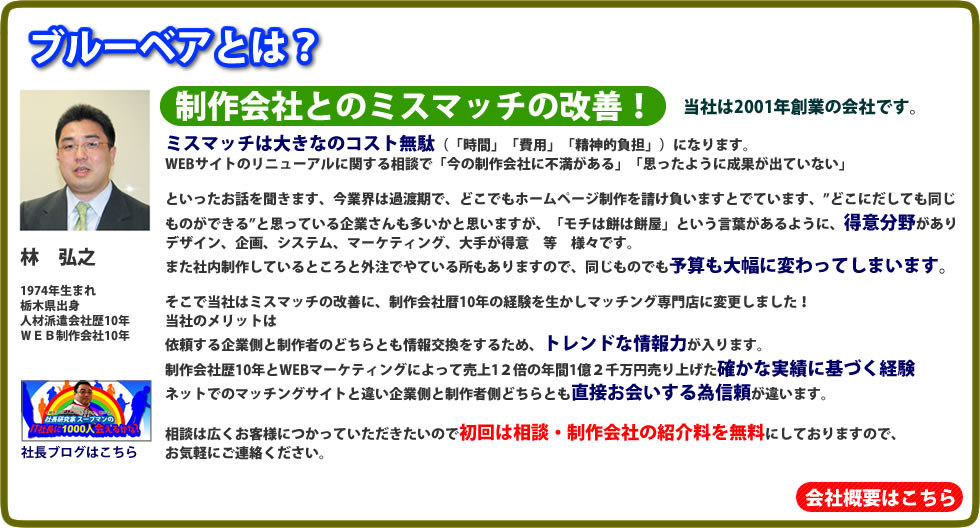 ブルーベアとは？
制作会社とのミスマッチの改善！
当社は2001年創業の会社です。
ミスマッチは大きなのコスト無駄（「時間」「費用」「精神的負担」）になります。
WEBサイトのリニューアルに関する相談で「今の制作会社に不満がある」「思ったように成果が出ていない」
といったお話を聞きます、今業界は過渡期で、どこでもホームページ制作を請け負いますとでています、”どこにだしても同じ
ものができる”と思っている企業さんも多いかと思いますが、「モチは餅は餅屋」という言葉があるように、得意分野があり
デザイン、企画、システム、マーケティング、大手が得意　等　様々です。
また社内制作しているところと外注でやている所もありますので、同じものでも予算も大幅に変わってしまいます。
そこで当社はミスマッチの改善に、制作会社暦10年の経験を生かしマッチング専門店に変更しました！
当社のメリットは
依頼する企業側と制作者のどちらとも情報交換をするため、トレンドな情報力が入ります。
制作会社歴10年とWEBマーケティングによって売上1２倍の年間1億２千万円売り上げた確かな実績に基づく経験
ネットでのマッチングサイトと違い企業側と制作者側どちらとも直接お会いする為信頼が違います。
相談は広くお客様につかっていただきたいので初回は相談・制作会社の紹介料を無料にしておりますので、
お気軽にご連絡ください。
林　弘之
1974年生まれ
栃木県出身
人材派遣会社歴10年
ＷＥＢ制作会社10年
社長研究家 スープマンの
1000人
社長ブログはこちら
会社概要はこちら